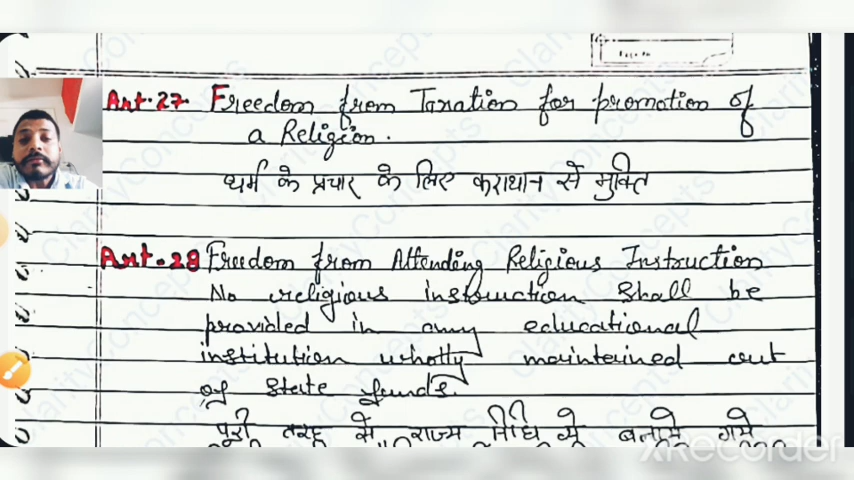 Art.27. Freedom from Taxation for promotion of
a Religion.
धर्म के प्रचार के लिए कराधान से मुक्ति
Art.28 Freedom from Attending Religious Instruction
No religious instruction shall be
provided in any educational
institution wholly maintained out
of State funds.
पूरी तरह से राज्य निधि से बनाये गये
XRecorder
ClarityConcepts